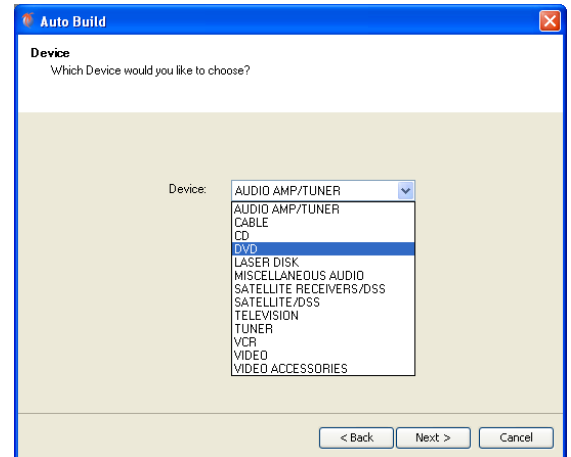 Auto Build
Device
Which Device would you like to choose?
Device: AUDIO AMP/TUNER
AUDIO AMP/TUNER
CABLE
CD
DVD
LASER DISK
MISCELLANEOUS AUDIO
SATELLITE RECEIVERS/DSS
SATELLITE/DSS
TELEVISION
TUNER
VCR
VIDEO
VIDEO ACCESSORIES
< Back Next > Cancel